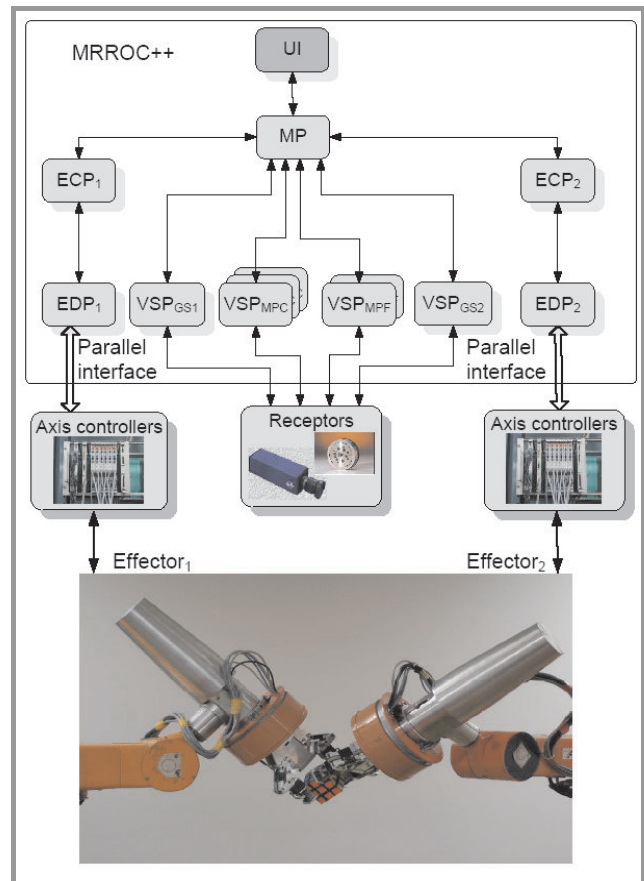 MRROC++
UI
MP
ECP1
ECP2
EDP1
VSPGS1
VSPMPC
VSPMPF
VSPGS2
EDP2
Parallel
interface
Parallel
interface
Axis controllers
Receptors
Axis controllers
Effector1
Effector2